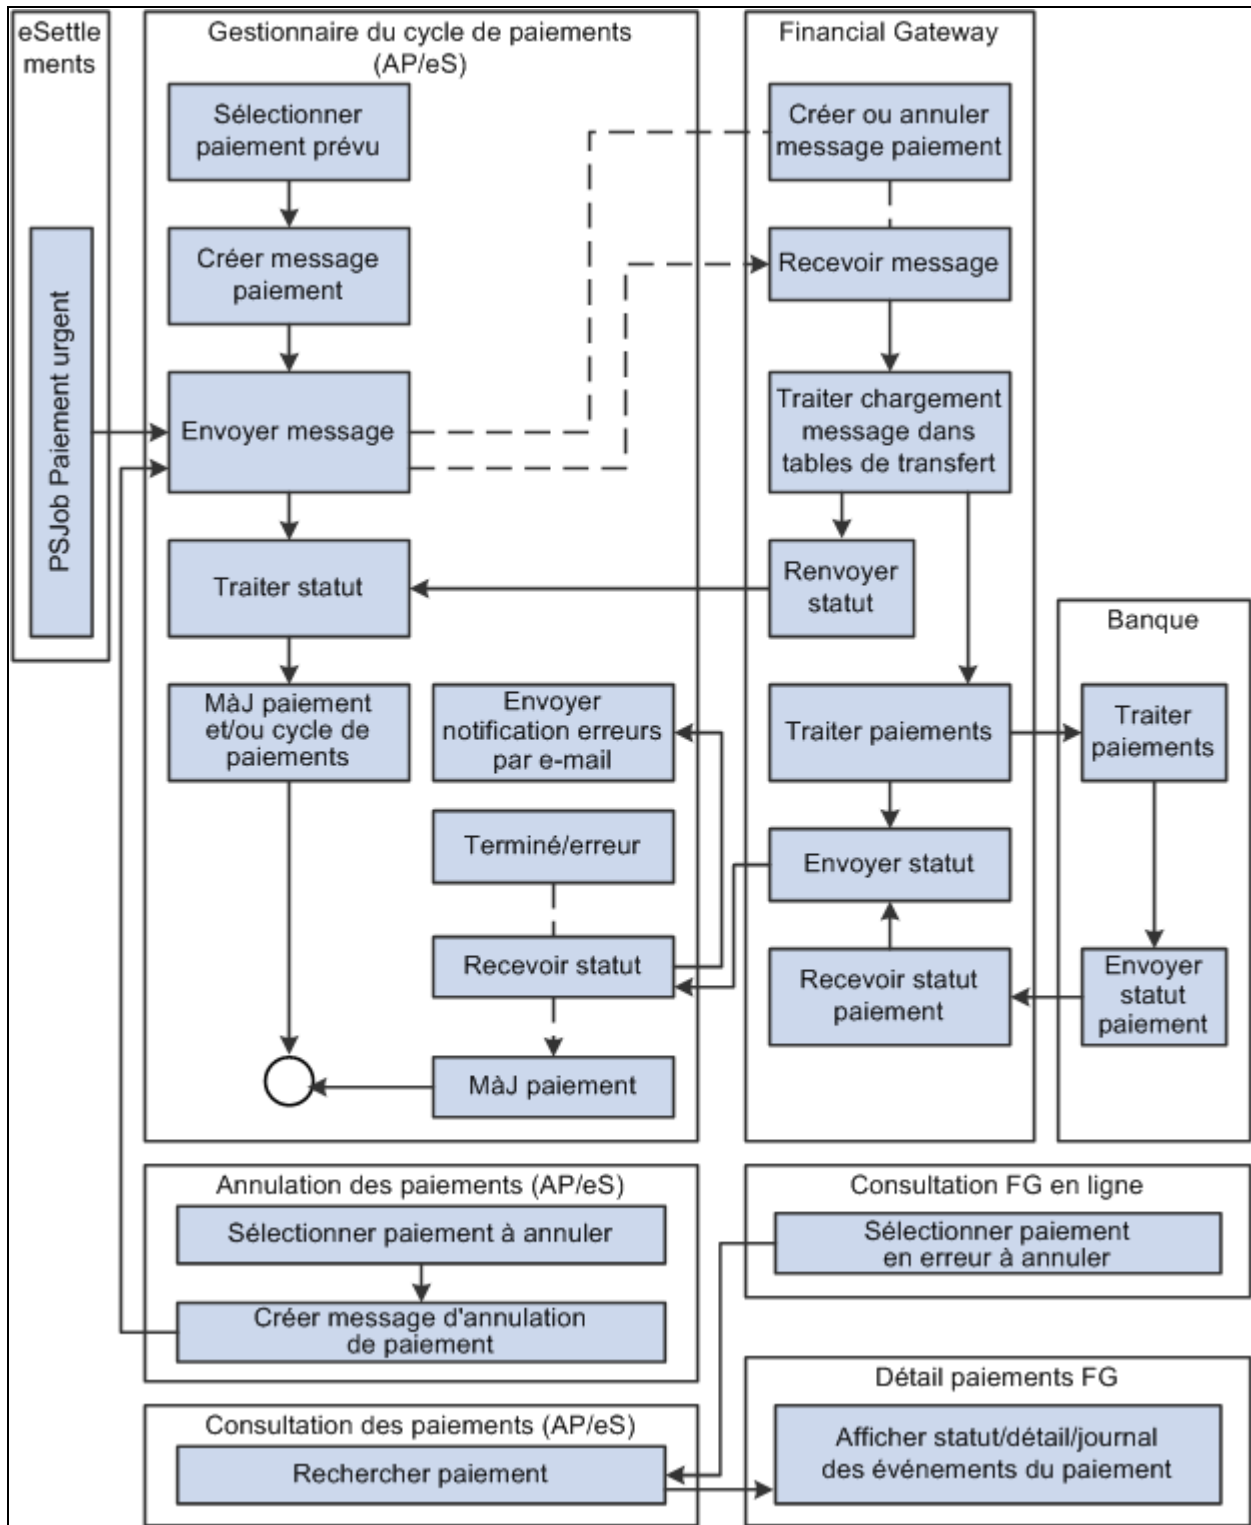 eSettle
ments
PSJob Paiement urgent
Gestionnaire du cycle de paiements
(AP/eS)
Sélectionner
paiement prévu
Créer message
paiement
Envoyer message
Traiter statut
MàJ paiement
et/ou cycle de
paiements
Envoyer
notification erreurs
par e-mail
Terminé/erreur
Recevoir statut
MàJ paiement
Financial Gateway
Créer ou annuler
message paiement
Recevoir message
Traiter chargement
message dans
tables de transfert
Renvoyer
statut
Traiter paiements
Envoyer statut
Recevoir statut
paiement
Banque
Traiter
paiements
Envoyer
statut
paiement
Annulation des paiements (AP/eS)
Sélectionner paiement à annuler
Créer message d'annulation
de paiement
Consultation FG en ligne
Sélectionner paiement
en erreur à annuler
Consultation des paiements (AP/eS)
Rechercher paiement
Détail paiements FG
Afficher statut/détail/journal
des événements du paiement